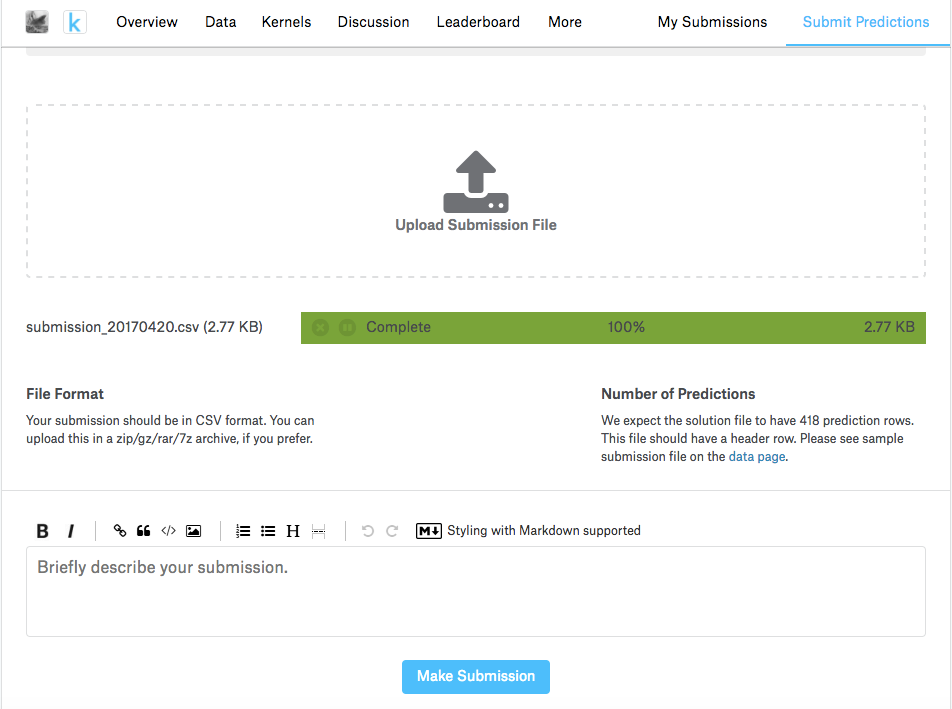 k Overview Data Kernels Discussion Leaderboard More My Submissions Submit Predictions
Upload Submission File
submission_20170420.csv (2.77 KB) Complete 100% 2.77 KB
File Format
Your submission should be in CSV format. You can
upload this in a zip/gz/rar/7z archive, if you prefer.
Number of Predictions
We expect the solution file to have 418 prediction rows.
This file should have a header row. Please see sample
submission file on the data page.
B I H M Styling with Markdown supported
Briefly describe your submission.
Make Submission